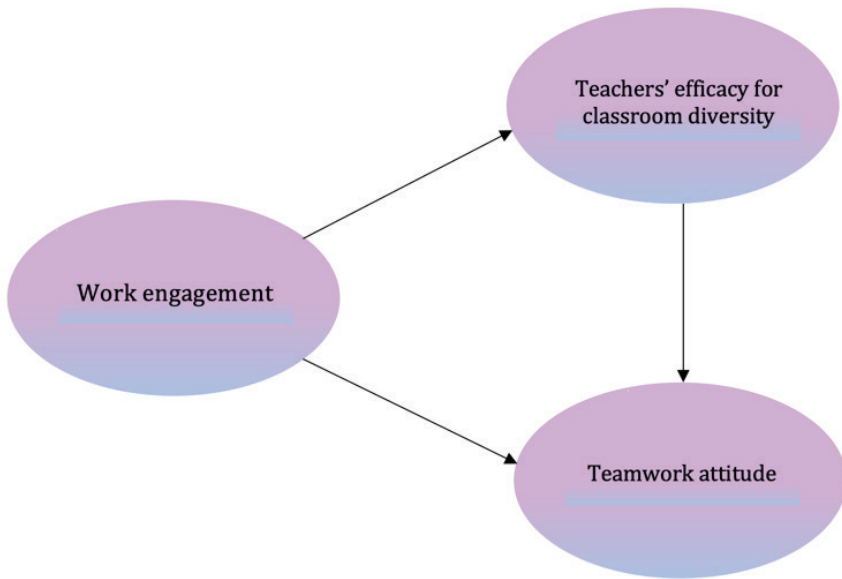 Teachers’ efficacy for
classroom diversity
Work engagement
Teamwork attitude